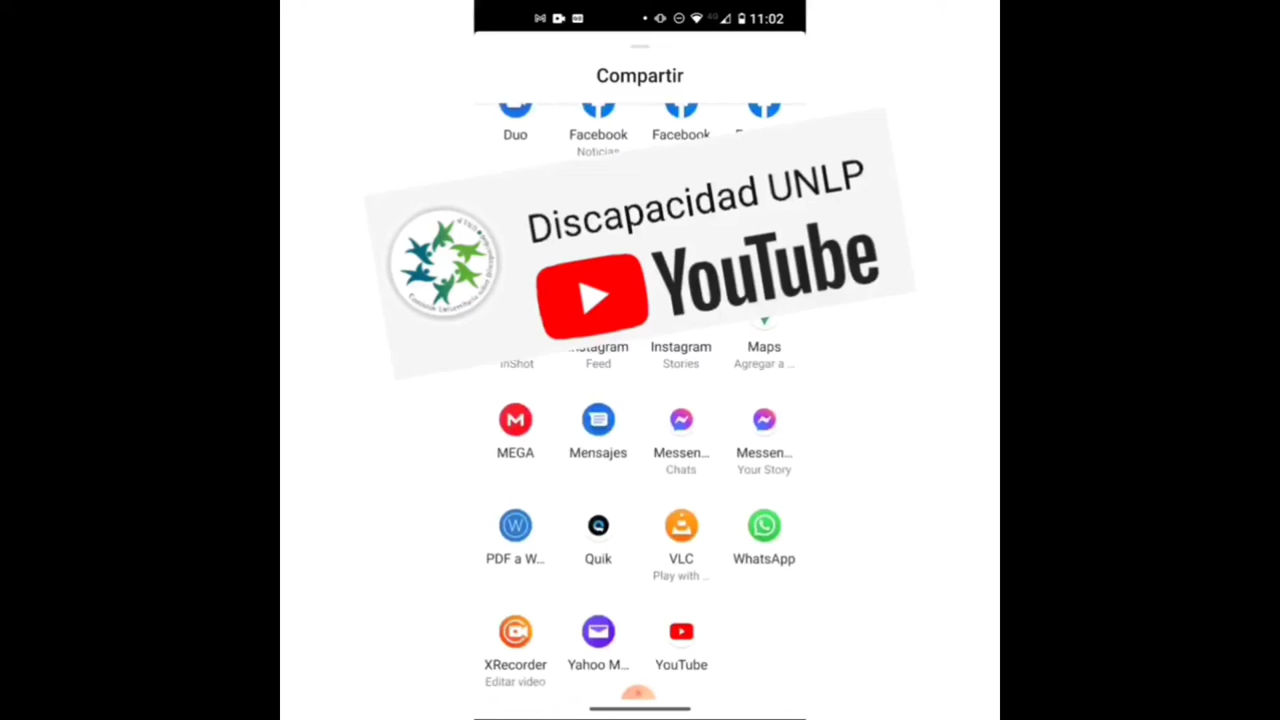 11:02
Compartir
Duo
Facebook
Facebook
Noticias
Discapacidad UNLP
YouTube
Instagram
Instagram
Maps
InShot
Feed
Stories
Agregar a ...
MEGA
Mensajes
Messen...
Messen...
Chats
Your Story
PDF a W...
Quik
VLC
WhatsApp
Play with ...
XRecorder
Yahoo M...
YouTube
Editar video